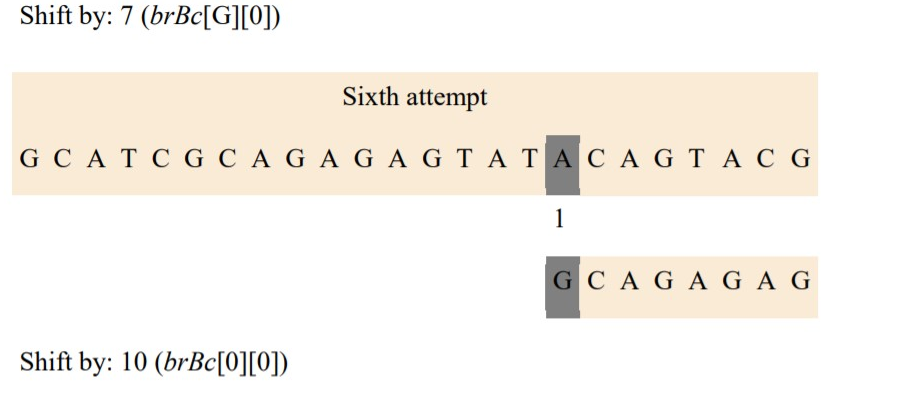 Shift by: 7 (brBc[G][0])
Sixth attempt
G C A T C G C A G A G A G T A T A C A G T A C G
1
G C A G A G A G
Shift by: 10 (brBc[0][0])